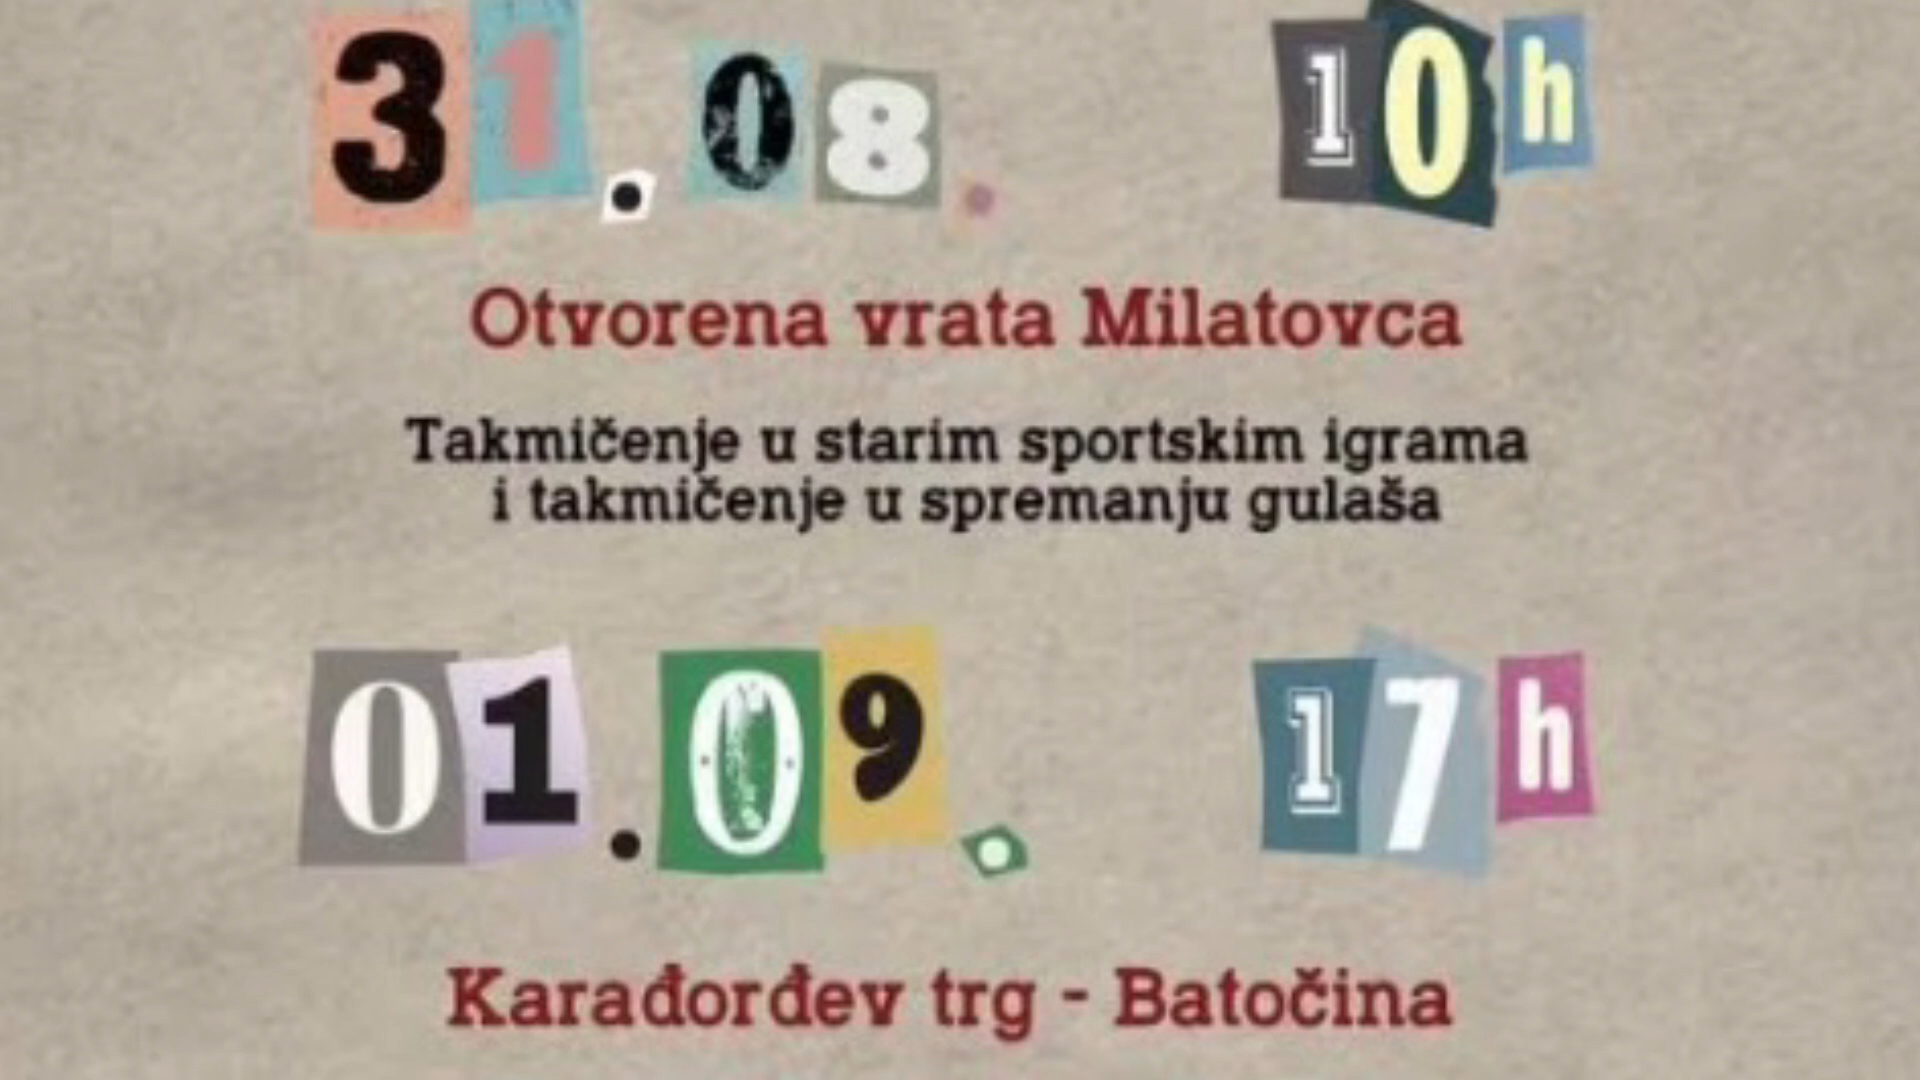 31.08. 10h
Otvorena vrata Milatovca
Takmičenje u starim sportskim igrama
i takmičenje u spremanju gulaša
01.09. 17h
Karađorđev trg - Batočina